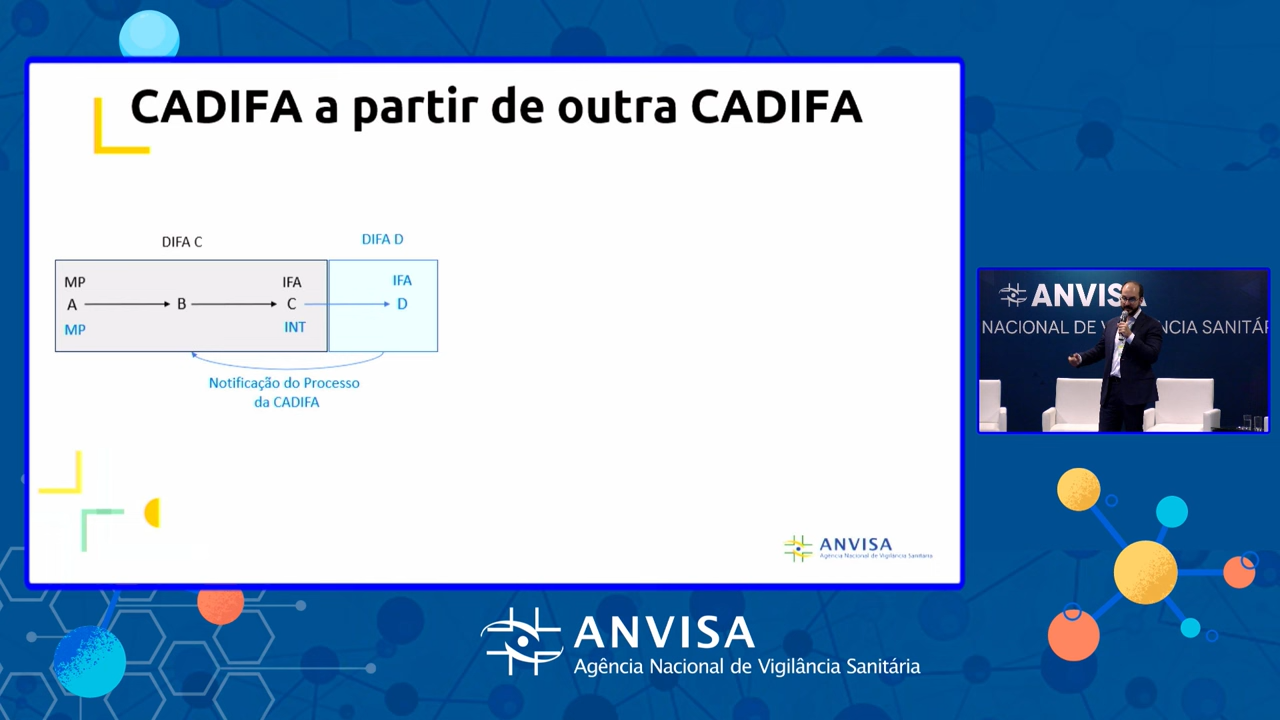 CADIFA a partir de outra CADIFA
DIFA C
DIFA D
MP
IFA
IFA
A
B
C
D
MP
INT
Notificação do Processo
da CADIFA
ANVISA
Agência Nacional de Vigilância Sanitária
ANVISA
NACIONAL DE VIGILÂNCIA SANITÁR
ANVISA
Agência Nacional de Vigilância Sanitária